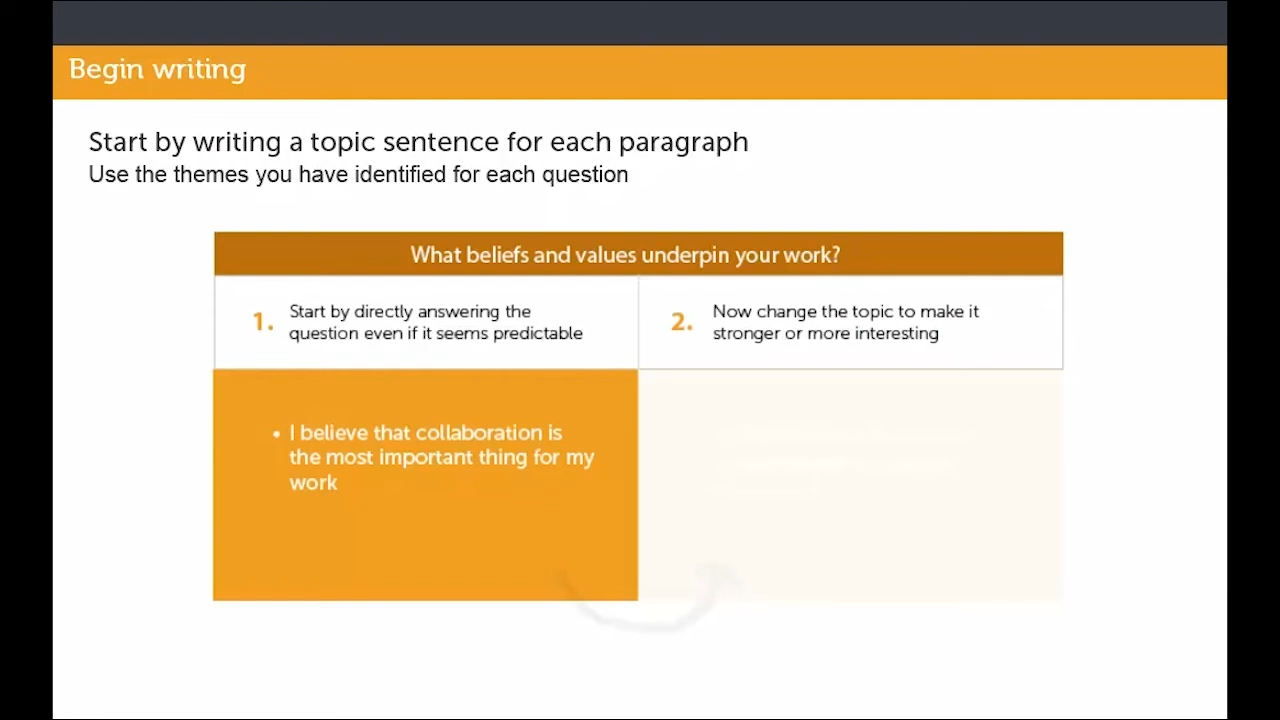 Begin writing
Start by writing a topic sentence for each paragraph
Use the themes you have identified for each question
What beliefs and values underpin your work?
1. Start by directly answering the
question even if it seems predictable
2. Now change the topic to make it
stronger or more interesting
• I believe that collaboration is
the most important thing for my
work